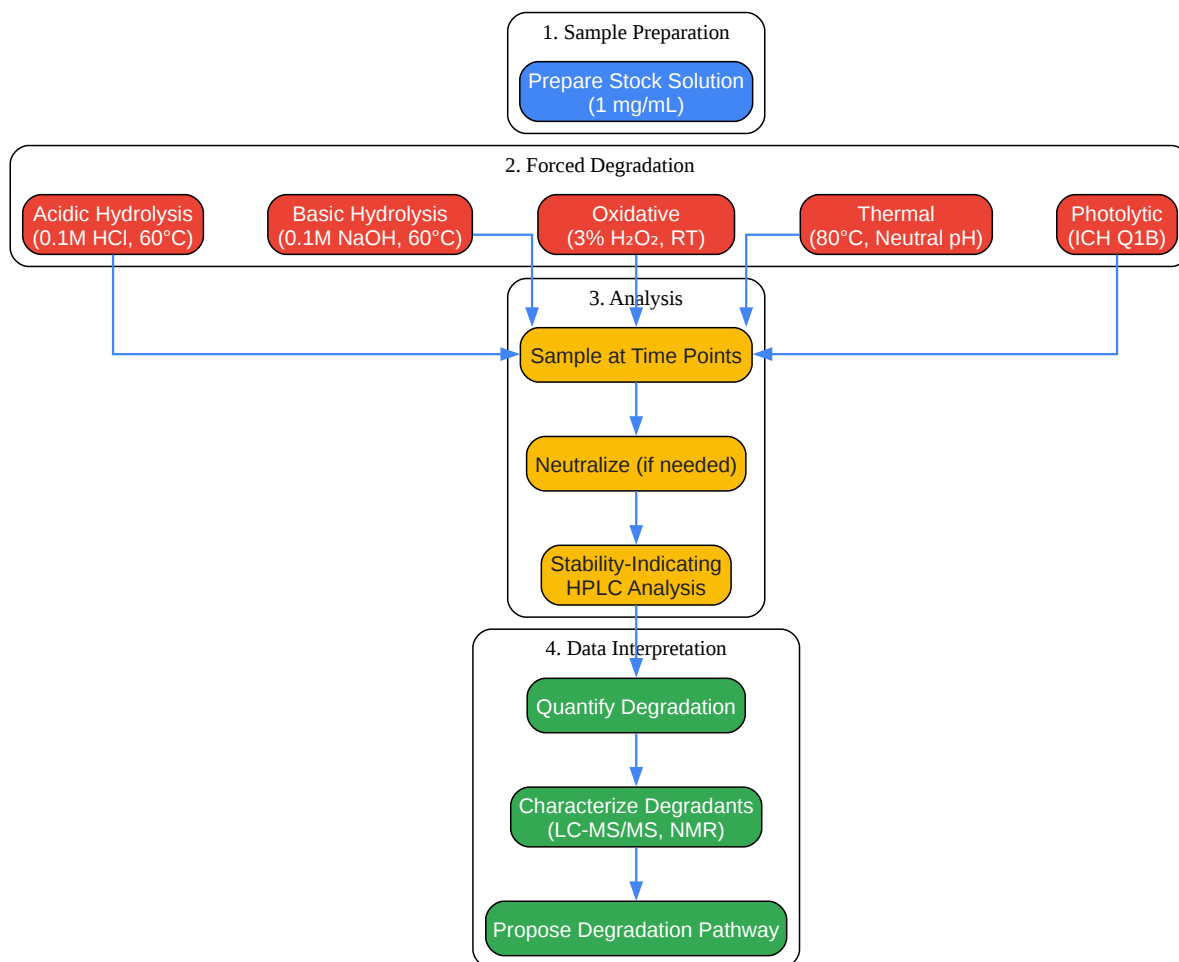 1. Sample Preparation
Prepare Stock Solution
(1 mg/mL)
2. Forced Degradation
Acidic Hydrolysis
(0.1M HCl, 60°C)
Basic Hydrolysis
(0.1M NaOH, 60°C)
Oxidative
(3% H₂O₂, RT)
Thermal
(80°C, Neutral pH)
Photolytic
(ICH Q1B)
3. Analysis
Sample at Time Points
Neutralize (if needed)
Stability-Indicating
HPLC Analysis
4. Data Interpretation
Quantify Degradation
Characterize Degradants
(LC-MS/MS, NMR)
Propose Degradation Pathway